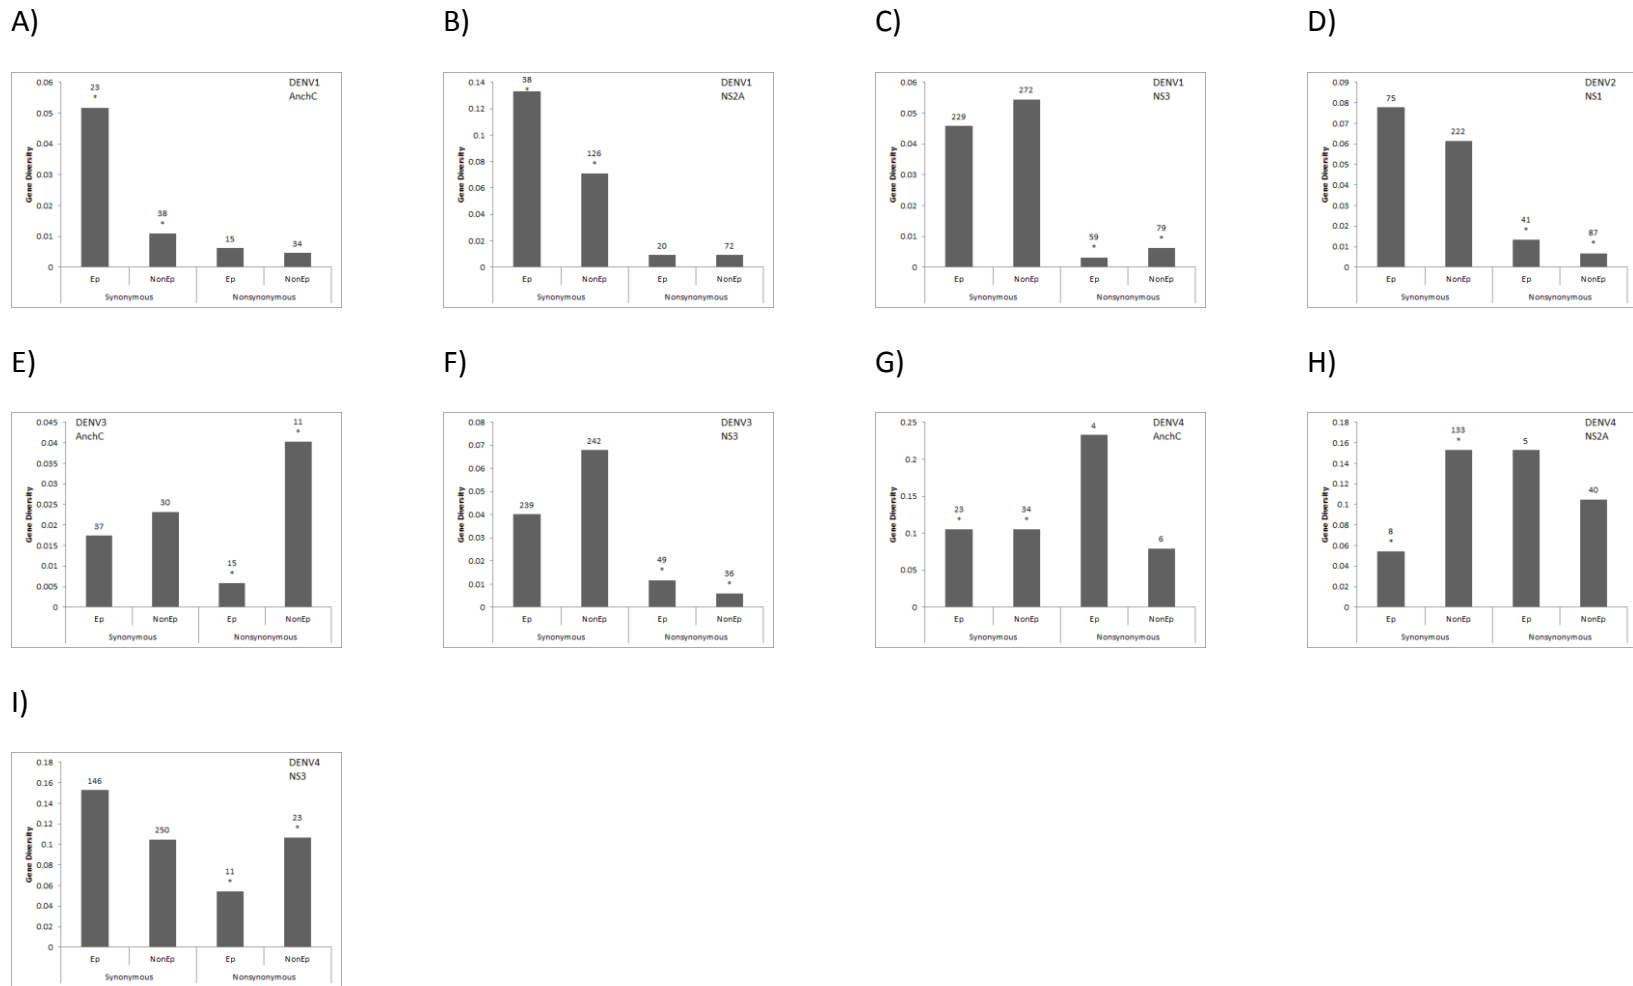 A)
B)
C)
D)
0.06
0.05
0.04
0.03
0.02
0.01
0
Gene Diversity
DENV1
AnchC
23
*
38
*
15
34
Ep
NonEp
Ep
NonEp
Synonymous
Nonsynonymous
0.14
0.12
0.1
0.08
0.06
0.04
0.02
0
Gene Diversity
DENV1
NS2A
38
*
126
*
20
72
Ep
NonEp
Ep
NonEp
Synonymous
Nonsynonymous
0.06
0.05
0.04
0.03
0.02
0.01
0
Gene Diversity
DENV1
NS3
229
272
59
*
79
*
Ep
NonEp
Ep
NonEp
Synonymous
Nonsynonymous
0.09
0.08
0.07
0.06
0.05
0.04
0.03
0.02
0.01
0
Gene Diversity
DENV2
NS1
75
222
41
*
87
*
Ep
NonEp
Ep
NonEp
Synonymous
Nonsynonymous
E)
F)
G)
H)
0.045
0.04
0.035
0.03
0.025
0.02
0.015
0.01
0.005
0
Gene Diversity
DENV3
AnchC
37
30
15
*
11
*
Ep
NonEp
Ep
NonEp
Synonymous
Nonsynonymous
0.08
0.07
0.06
0.05
0.04
0.03
0.02
0.01
0
Gene Diversity
DENV3
NS3
239
242
49
*
36
*
Ep
NonEp
Ep
NonEp
Synonymous
Nonsynonymous
0.25
0.2
0.15
0.1
0.05
0
Gene Diversity
DENV4
AnchC
23
*
34
*
4
6
Ep
NonEp
Ep
NonEp
Synonymous
Nonsynonymous
0.18
0.16
0.14
0.12
0.1
0.08
0.06
0.04
0.02
0
Gene Diversity
DENV4
NS2A
8
*
133
*
5
40
Ep
NonEp
Ep
NonEp
Synonymous
Nonsynonymous
I)
0.18
0.16
0.14
0.12
0.1
0.08
0.06
0.04
0.02
0
Gene Diversity
DENV4
NS3
146
250
11
*
23
*
Ep
NonEp
Ep
NonEp
Synonymous
Nonsynonymous